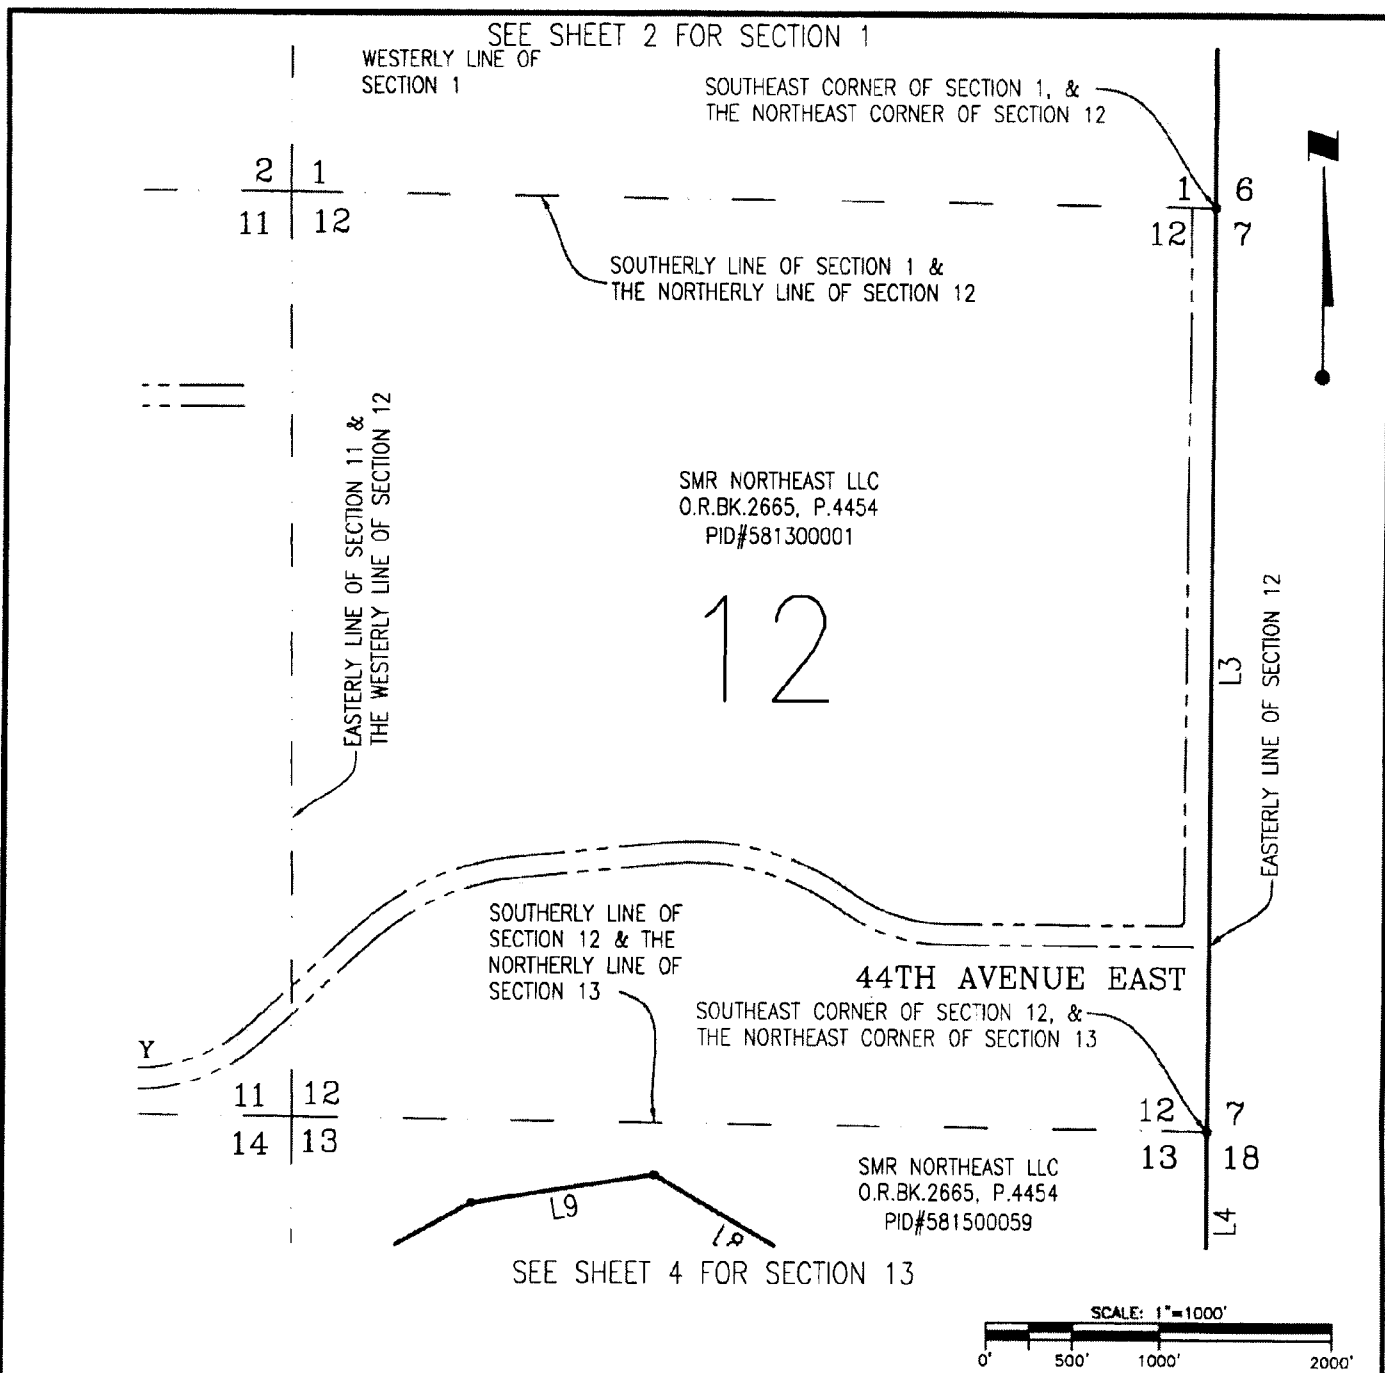 SEE SHEET 2 FOR SECTION 1
WESTERLY LINE OF
SECTION 1
SOUTHEAST CORNER OF SECTION 1, &
THE NORTHEAST CORNER OF SECTION 12
2 1
11 12
1 6
12 7
N
SOUTHERLY LINE OF SECTION 1 &
THE NORTHERLY LINE OF SECTION 12
EASTERLY LINE OF SECTION 11 &
THE WESTERLY LINE OF SECTION 12
SMR NORTHEAST LLC
O.R.BK.2665, P.4454
PID#581300001
12
L3
EASTERLY LINE OF SECTION 12
SOUTHERLY LINE OF
SECTION 12 & THE
NORTHERLY LINE OF
SECTION 13
44TH AVENUE EAST
SOUTHEAST CORNER OF SECTION 12, &
THE NORTHEAST CORNER OF SECTION 13
Y
11 12
14 13
12 7
13 18
SMR NORTHEAST LLC
O.R.BK.2665, P.4454
PID#581500059
L9
L4
SEE SHEET 4 FOR SECTION 13
SCALE: 1"=1000'
0' 500' 1000' 2000'